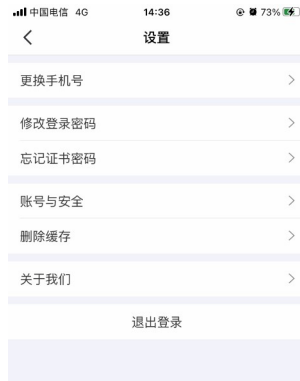 中国电信 4G 14:36 73%
设置
更换手机号
修改登录密码
忘记证书密码
账号与安全
删除缓存
关于我们
退出登录